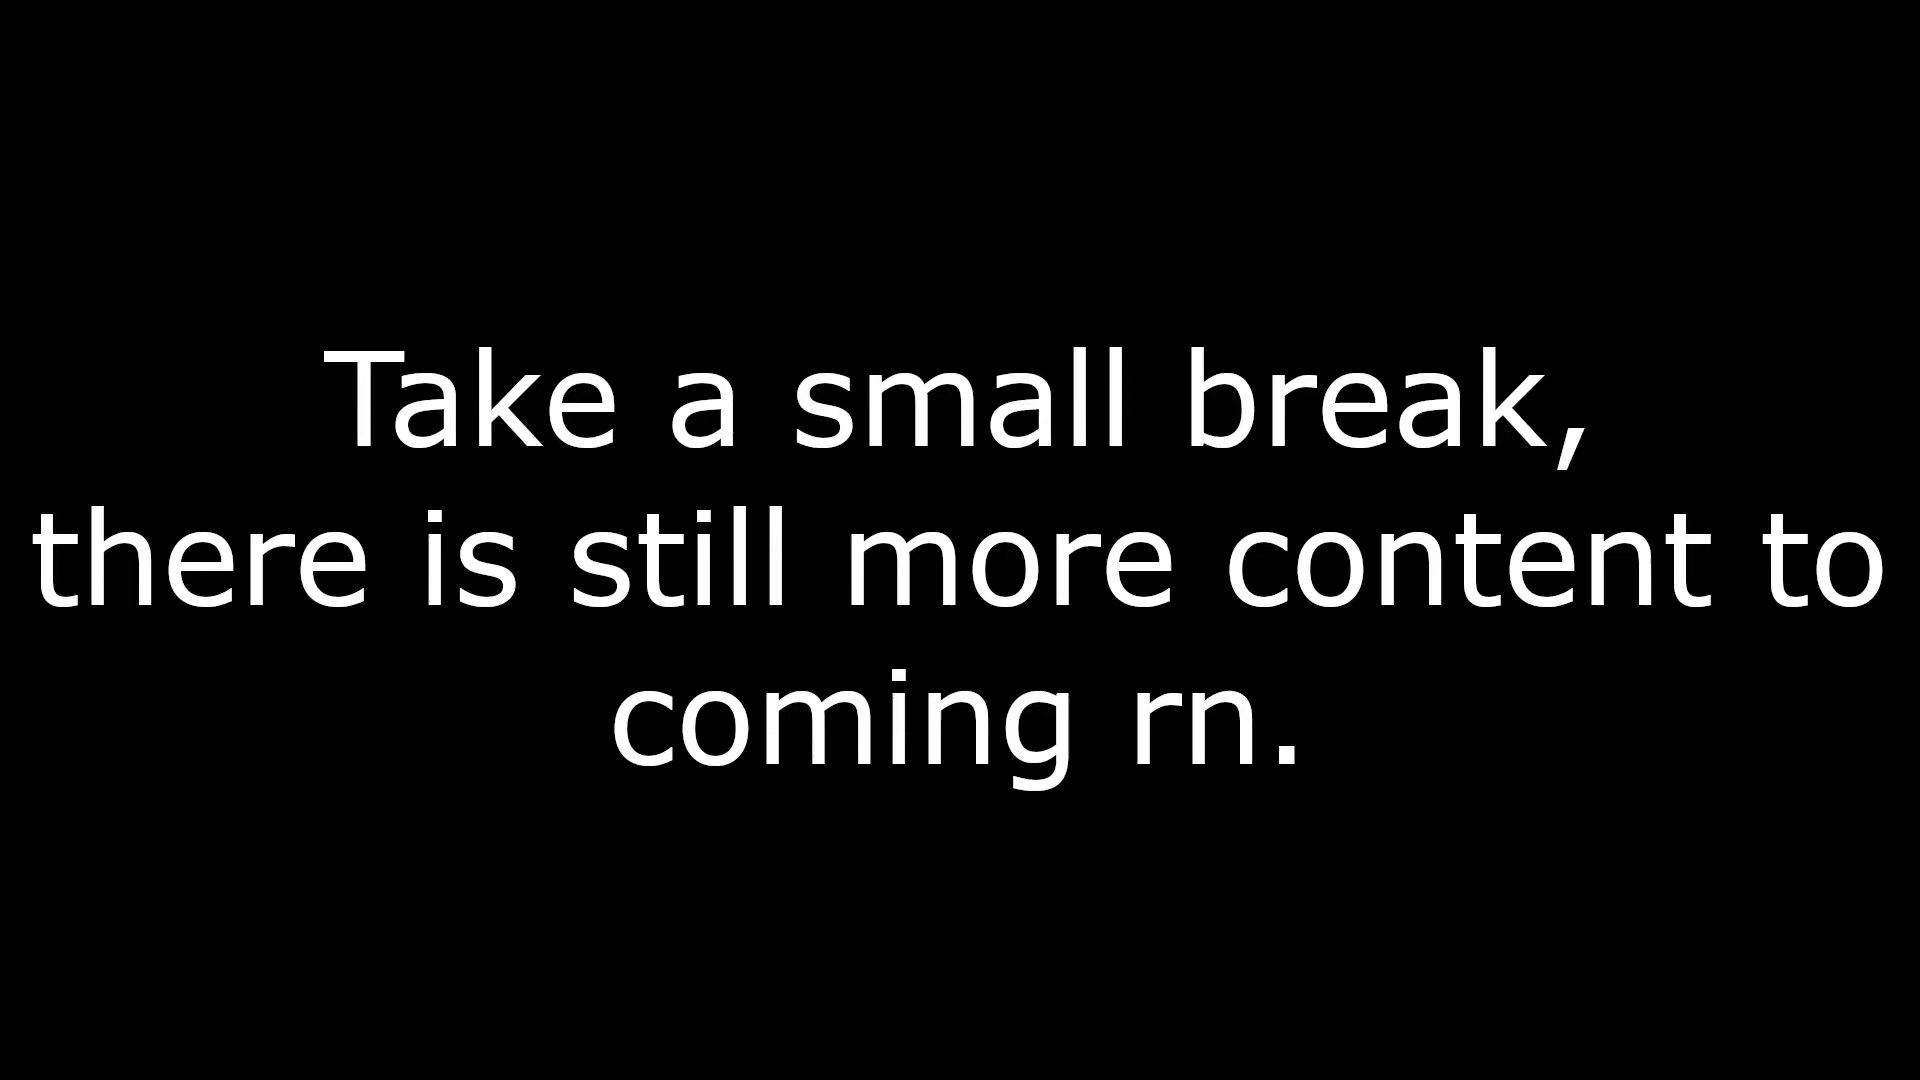 Take a small break,
there is still more content to
coming rn.